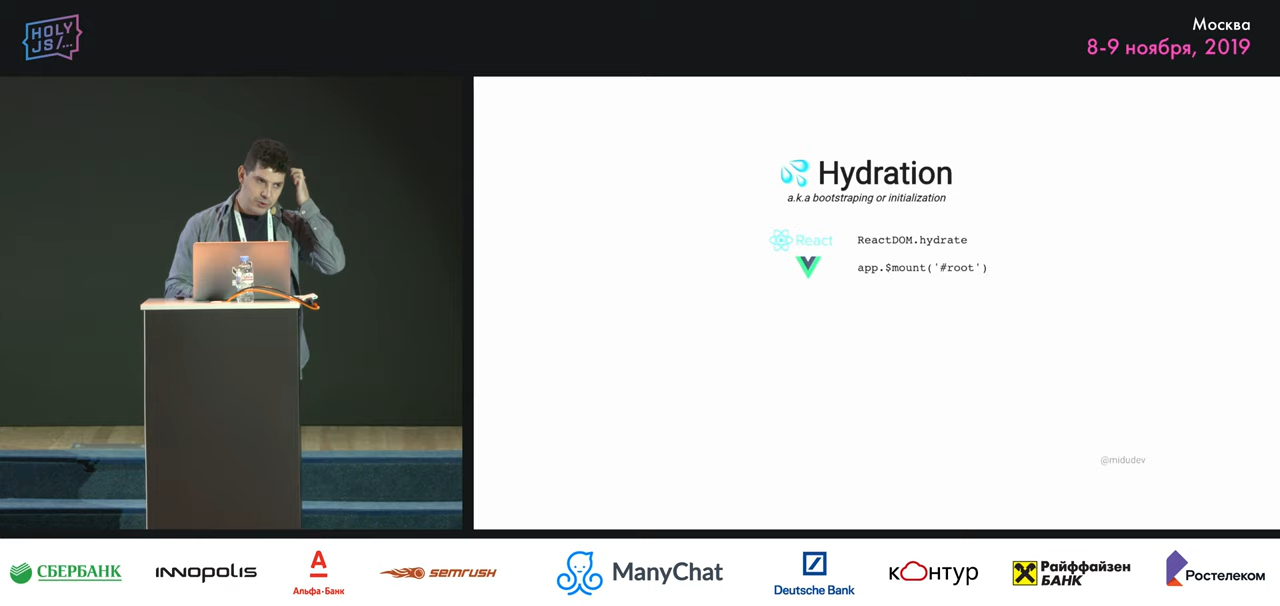 HOLY
JS/...
Москва
8-9 ноября, 2019
Hydration
a.k.a bootstraping or initialization
React
ReactDOM.hydrate
app.$mount('#root')
@midudev
СБЕРБАНК
INNOPOLIS
Альфа·Банк
semrush
ManyChat
Deutsche Bank
контур
Райффайзен
БАНК
Ростелеком